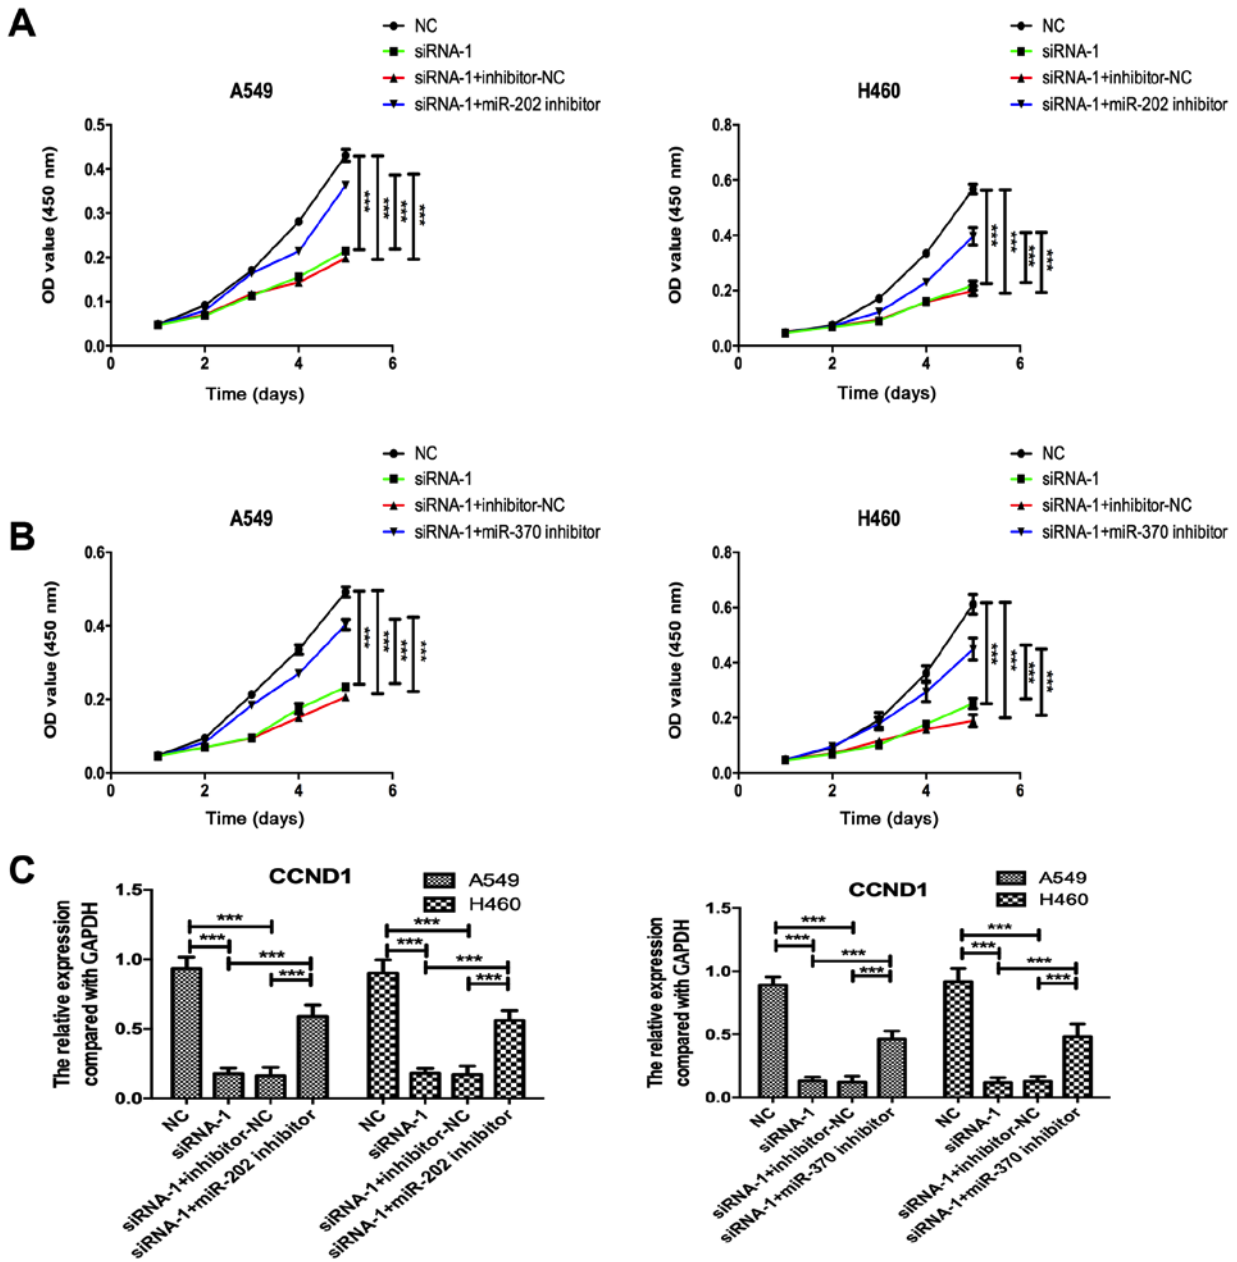 A
NC
siRNA-1
siRNA-1+inhibitor-NC
siRNA-1+miR-202 inhibitor
A549
OD value (450 nm)
0.5
0.4
0.3
0.2
0.1
0.0
0 2 4 6
Time (days)
*** *** *** ***
NC
siRNA-1
siRNA-1+inhibitor-NC
siRNA-1+miR-202 inhibitor
H460
OD value (450 nm)
0.8
0.6
0.4
0.2
0.0
0 2 4 6
Time (days)
*** *** *** ***
B
NC
siRNA-1
siRNA-1+inhibitor-NC
siRNA-1+miR-370 inhibitor
A549
OD value (450 nm)
0.6
0.4
0.2
0.0
0 2 4 6
Time (days)
*** *** *** ***
NC
siRNA-1
siRNA-1+inhibitor-NC
siRNA-1+miR-370 inhibitor
H460
OD value (450 nm)
0.8
0.6
0.4
0.2
0.0
0 2 4 6
Time (days)
*** *** *** ***
C
CCND1
A549
H460
The relative expression
compared with GAPDH
1.5
1.0
0.5
0.0
*** ***
*** ***
*** ***
*** ***
NC
siRNA-1
siRNA-1+inhibitor-NC
siRNA-1+miR-202 inhibitor
NC
siRNA-1
siRNA-1+inhibitor-NC
siRNA-1+miR-202 inhibitor
CCND1
A549
H460
The relative expression
compared with GAPDH
1.5
1.0
0.5
0.0
*** ***
*** ***
*** ***
*** ***
NC
siRNA-1
siRNA-1+inhibitor-NC
siRNA-1+miR-370 inhibitor
NC
siRNA-1
siRNA-1+inhibitor-NC
siRNA-1+miR-370 inhibitor